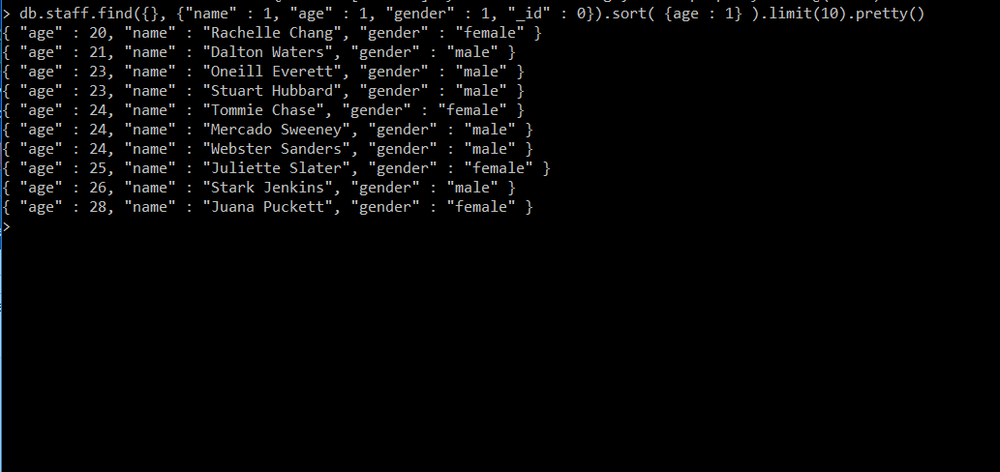 > db.staff.find({}, {"name" : 1, "age" : 1, "gender" : 1, "_id" : 0}).sort( {age : 1} ).limit(10).pretty()
{ "age" : 20, "name" : "Rachelle Chang", "gender" : "female" }
{ "age" : 21, "name" : "Dalton Waters", "gender" : "male" }
{ "age" : 23, "name" : "Oneill Everett", "gender" : "male" }
{ "age" : 23, "name" : "Stuart Hubbard", "gender" : "male" }
{ "age" : 24, "name" : "Tommie Chase", "gender" : "female" }
{ "age" : 24, "name" : "Mercado Sweeney", "gender" : "male" }
{ "age" : 24, "name" : "Webster Sanders", "gender" : "male" }
{ "age" : 25, "name" : "Juliette Slater", "gender" : "female" }
{ "age" : 26, "name" : "Stark Jenkins", "gender" : "male" }
{ "age" : 28, "name" : "Juana Puckett", "gender" : "female" }
>